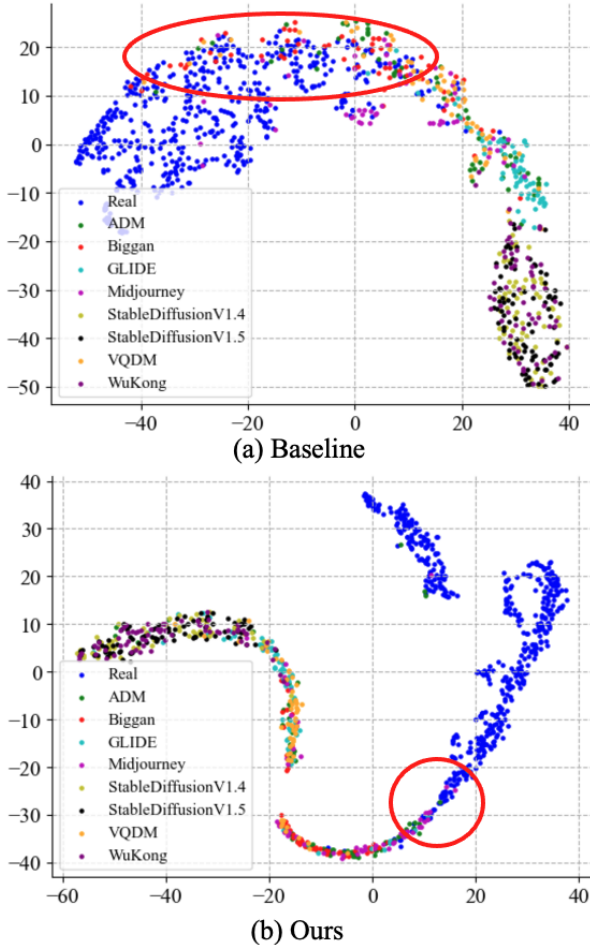 20
10
0
−10
−20
−30
−40
−50
Real
ADM
Biggan
GLIDE
Midjourney
StableDiffusionV1.4
StableDiffusionV1.5
VQDM
WuKong
−40 −20 0 20 40
(a) Baseline
40
30
20
10
0
−10
−20
−30
−40
Real
ADM
Biggan
GLIDE
Midjourney
StableDiffusionV1.4
StableDiffusionV1.5
VQDM
WuKong
−60 −40 −20 0 20 40
(b) Ours